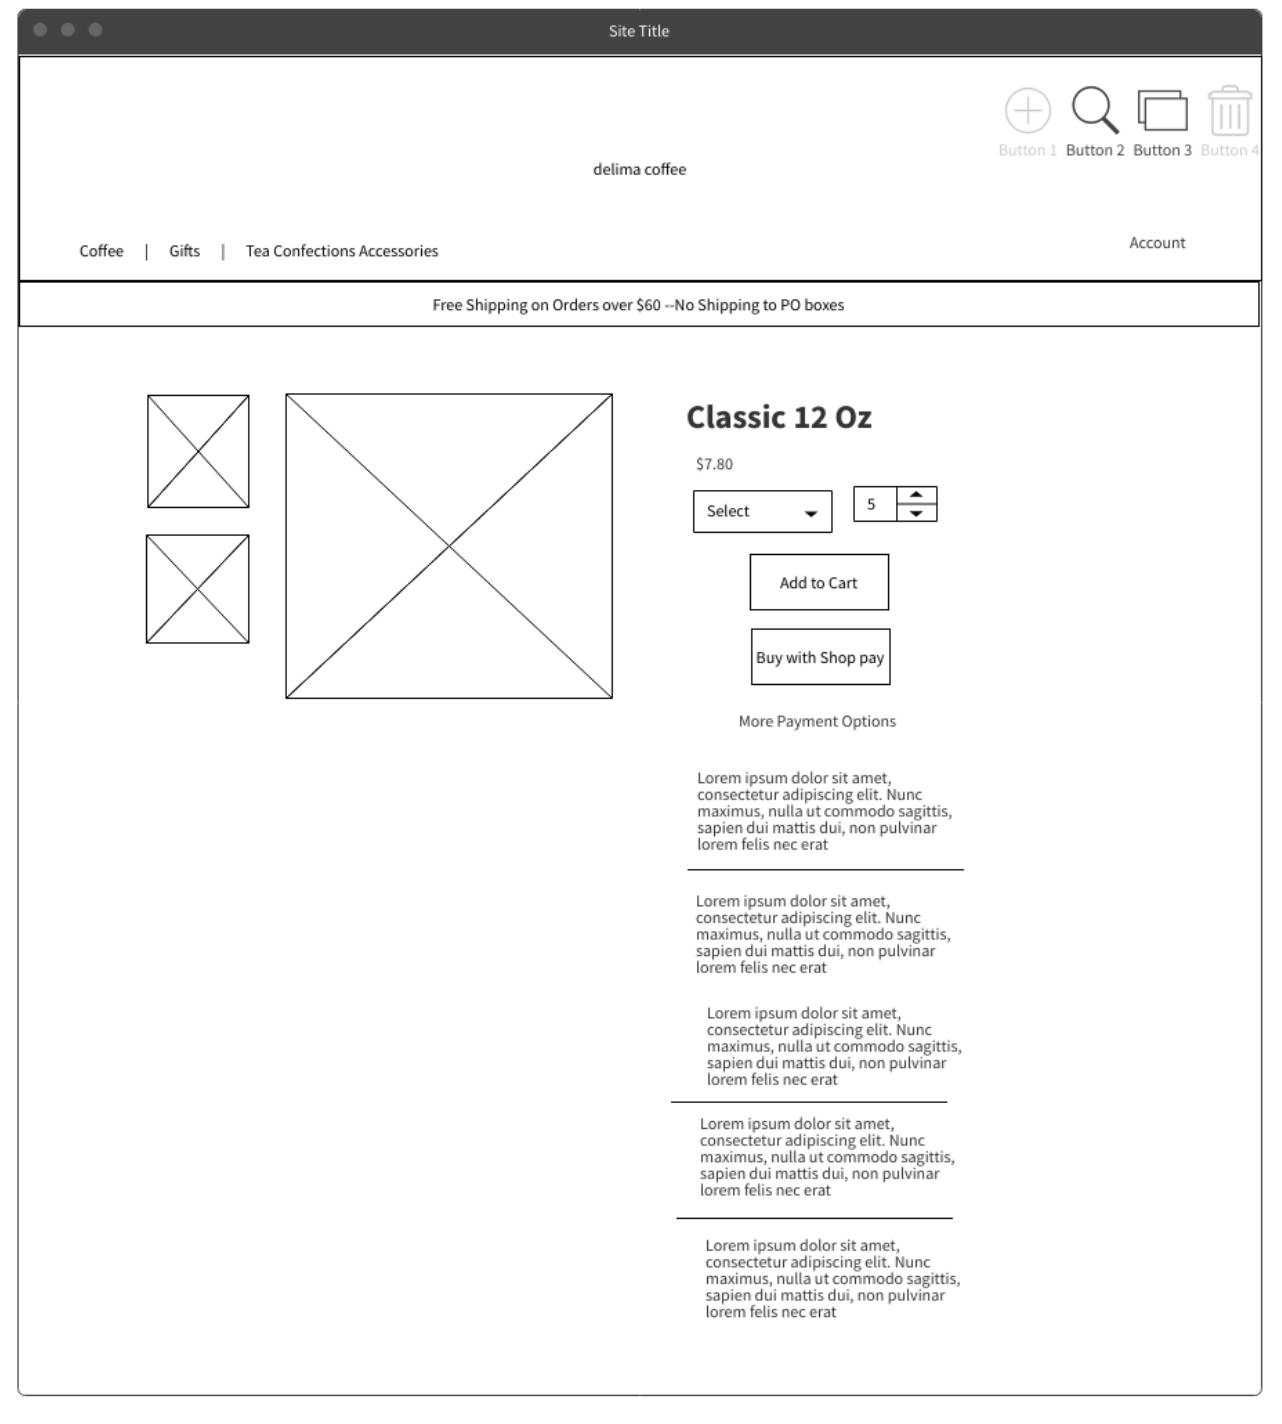 Site Title
Button 1 Button 2 Button 3 Button 4
delima coffee
Account
Coffee | Gifts | Tea Confections Accessories
Free Shipping on Orders over $60 --No Shipping to PO boxes
Classic 12 Oz
$7.80
Select 5
Add to Cart
Buy with Shop pay
More Payment Options
Lorem ipsum dolor sit amet,
consectetur adipiscing elit. Nunc
maximus, nulla ut commodo sagittis,
sapien dui mattis dui, non pulvinar
lorem felis nec erat
Lorem ipsum dolor sit amet,
consectetur adipiscing elit. Nunc
maximus, nulla ut commodo sagittis,
sapien dui mattis dui, non pulvinar
lorem felis nec erat
Lorem ipsum dolor sit amet,
consectetur adipiscing elit. Nunc
maximus, nulla ut commodo sagittis,
sapien dui mattis dui, non pulvinar
lorem felis nec erat
Lorem ipsum dolor sit amet,
consectetur adipiscing elit. Nunc
maximus, nulla ut commodo sagittis,
sapien dui mattis dui, non pulvinar
lorem felis nec erat
Lorem ipsum dolor sit amet,
consectetur adipiscing elit. Nunc
maximus, nulla ut commodo sagittis,
sapien dui mattis dui, non pulvinar
lorem felis nec erat